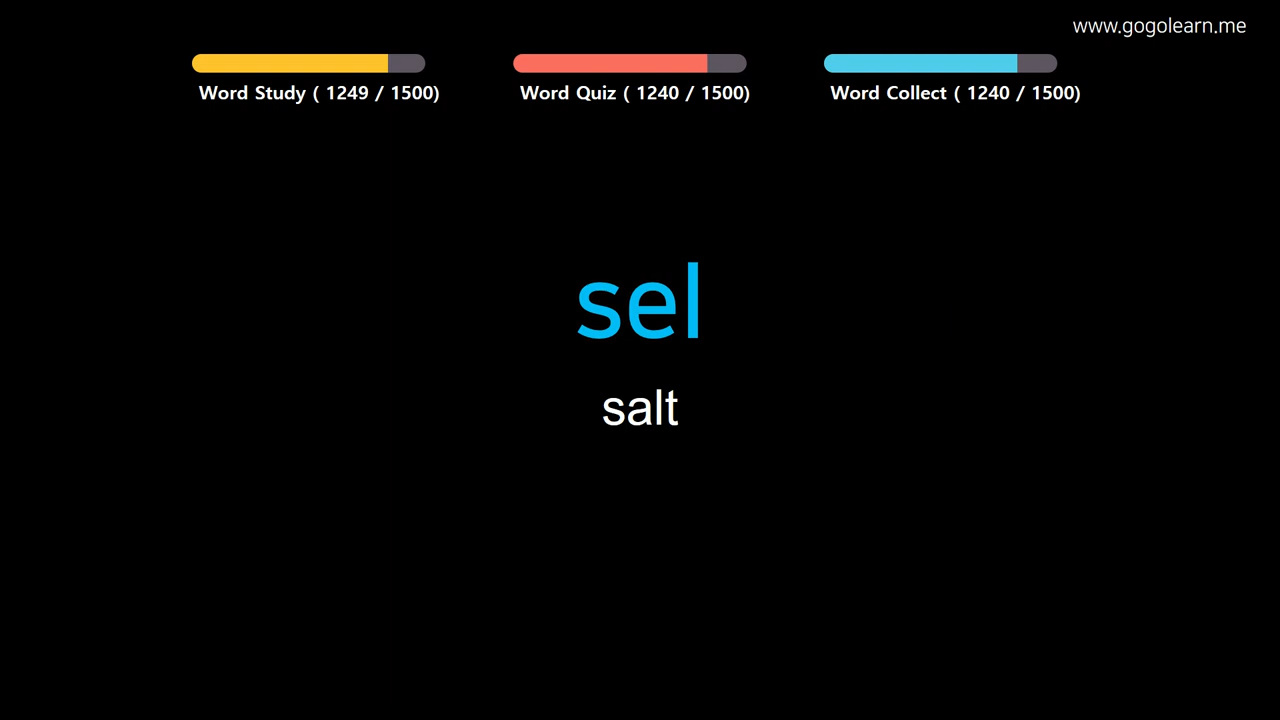 www.gogolearn.me
Word Study ( 1249 / 1500)
Word Quiz ( 1240 / 1500)
Word Collect ( 1240 / 1500)
sel
salt